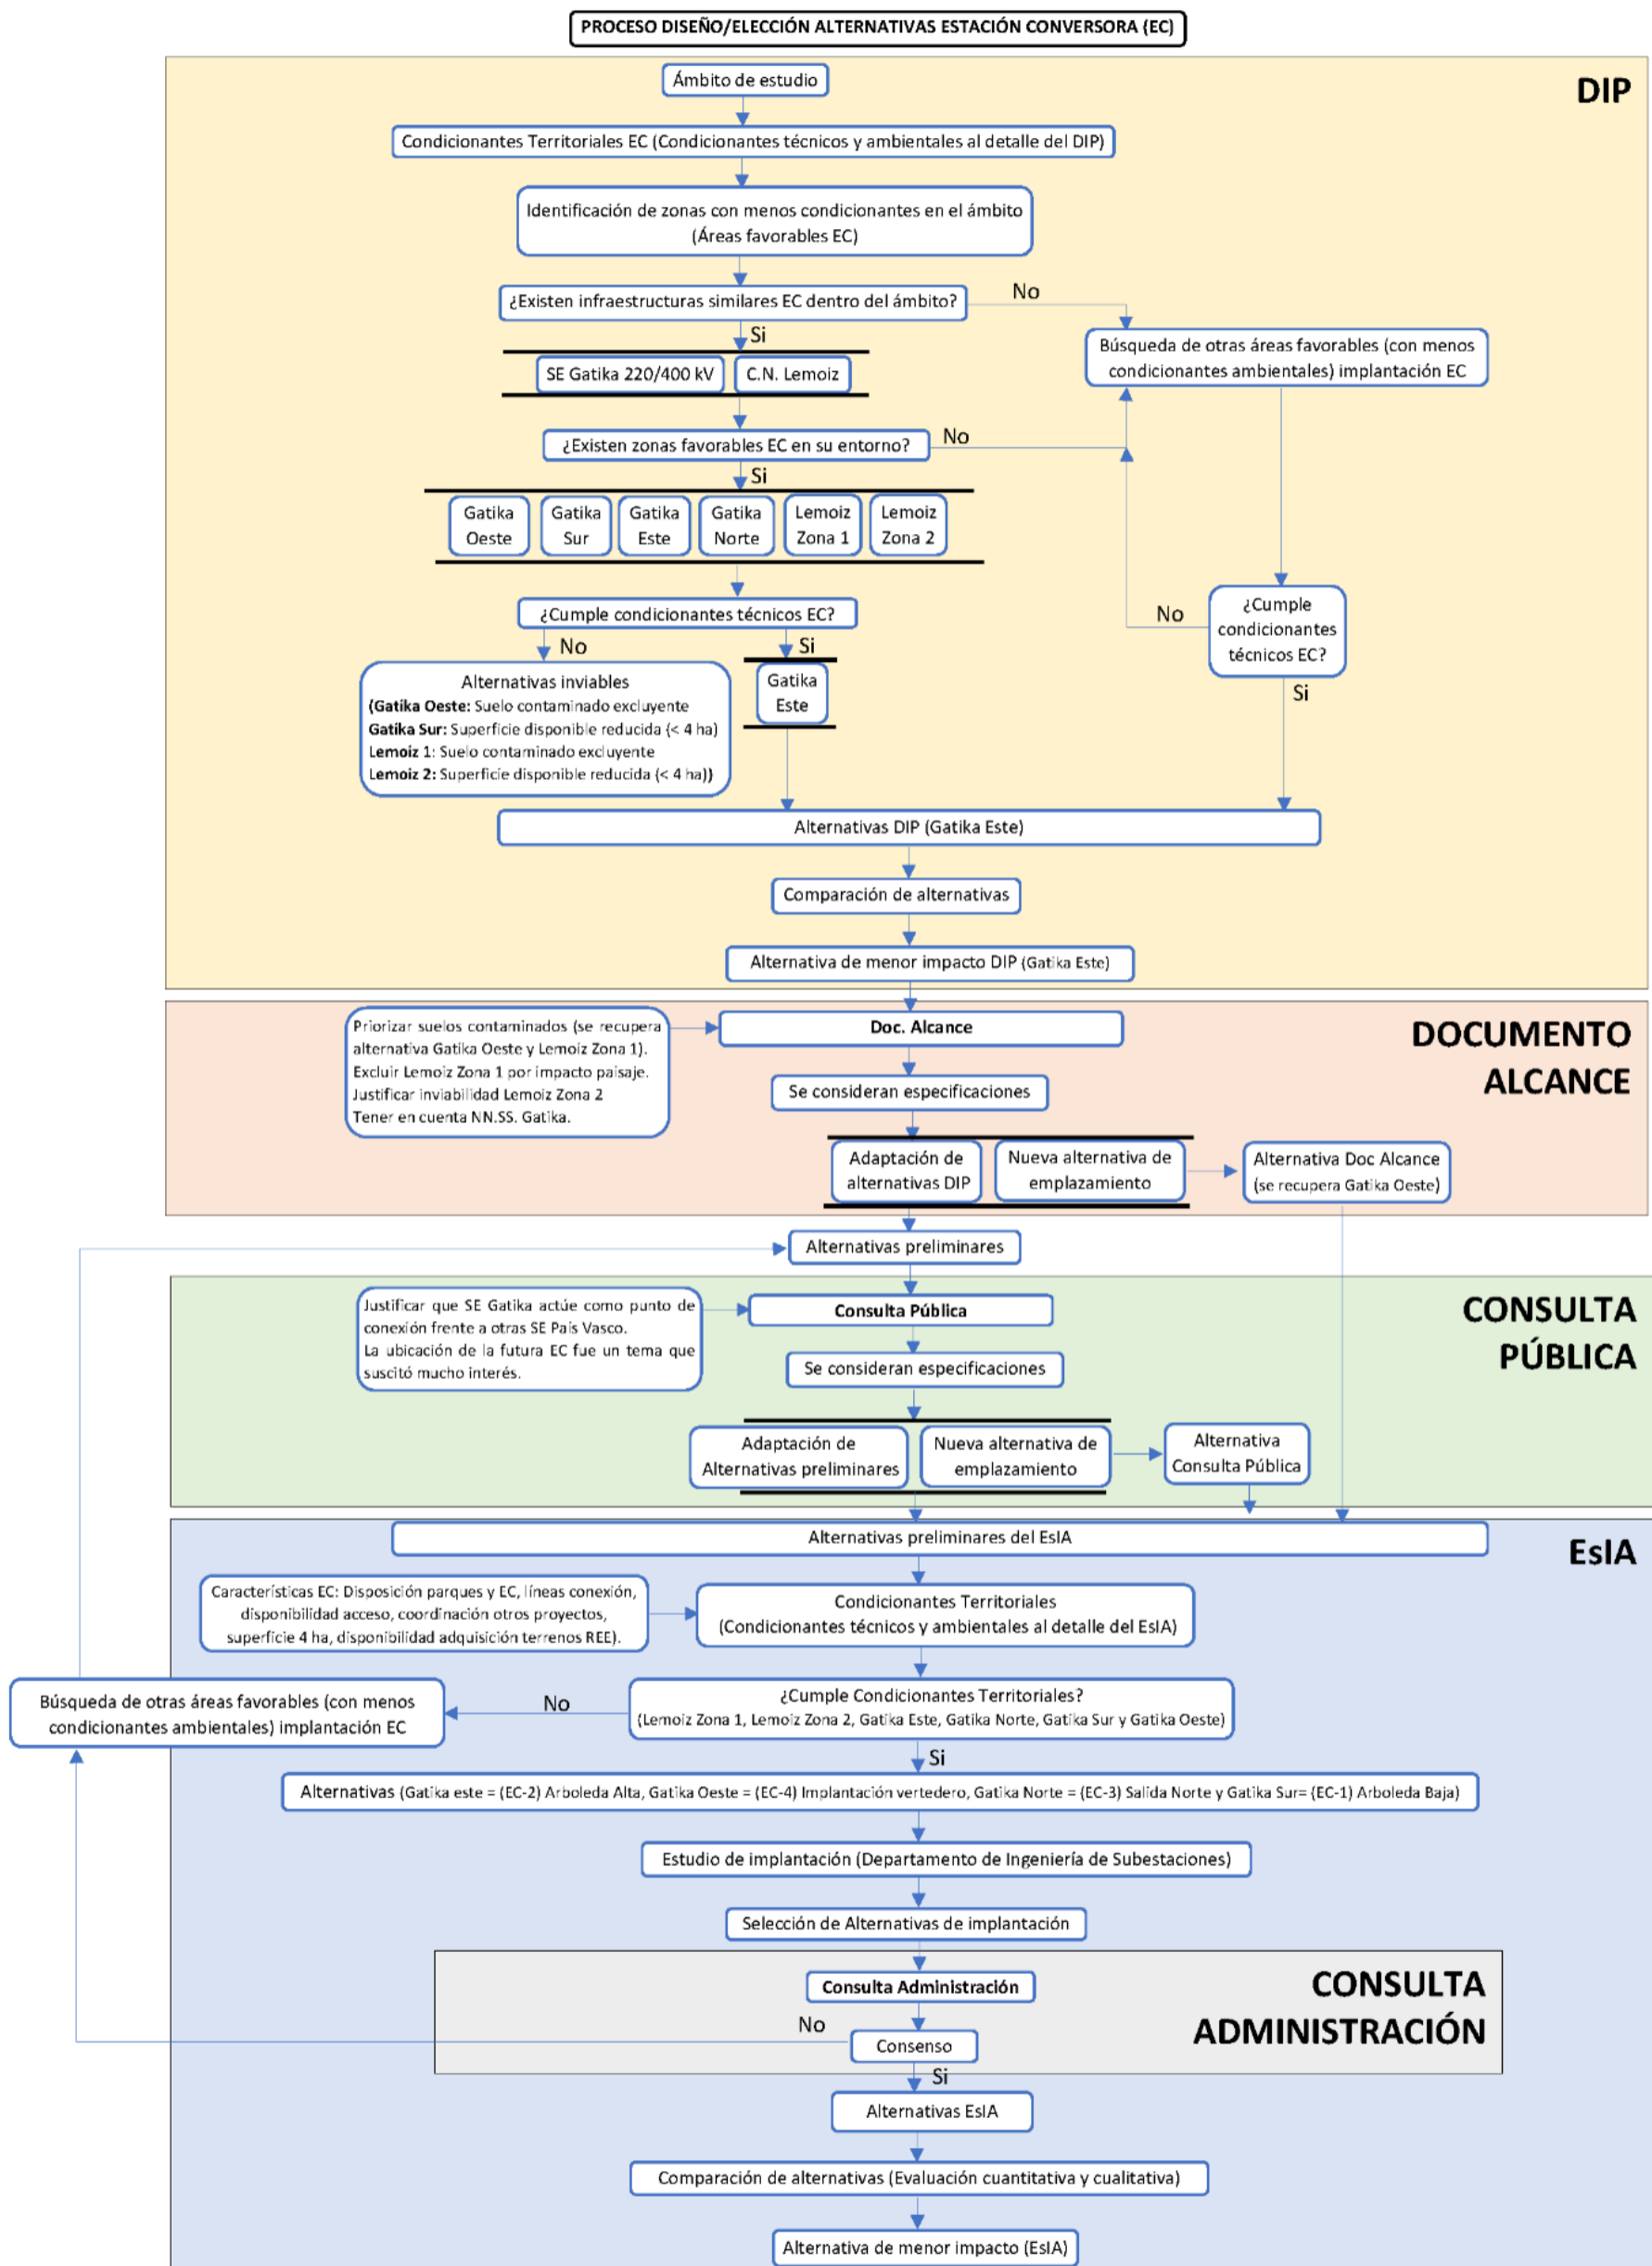 PROCESO DISEÑO/ELECCIÓN ALTERNATIVAS ESTACIÓN CONVERSORA (EC)
DIP
Ámbito de estudio
Condicionantes Territoriales EC (Condicionantes técnicos y ambientales al detalle del DIP)
Identificación de zonas con menos condicionantes en el ámbito
(Áreas favorables EC)
¿Existen infraestructuras similares EC dentro del ámbito?
No
Si
Búsqueda de otras áreas favorables (con menos
condicionantes ambientales) implantación EC
SE Gatika 220/400 kV
C.N. Lemoiz
¿Existen zonas favorables EC en su entorno?
No
Si
Gatika
Oeste
Gatika
Sur
Gatika
Este
Gatika
Norte
Lemoiz
Zona 1
Lemoiz
Zona 2
¿Cumple condicionantes técnicos EC?
No
Si
No
¿Cumple
condicionantes
técnicos EC?
Si
Alternativas inviables
(Gatika Oeste: Suelo contaminado excluyente
Gatika Sur: Superficie disponible reducida (< 4 ha)
Lemoiz 1: Suelo contaminado excluyente
Lemoiz 2: Superficie disponible reducida (< 4 ha))
Gatika
Este
Alternativas DIP (Gatika Este)
Comparación de alternativas
Alternativa de menor impacto DIP (Gatika Este)
DOCUMENTO
ALCANCE
Priorizar suelos contaminados (se recupera
alternativa Gatika Oeste y Lemoiz Zona 1).
Excluir Lemoiz Zona 1 por impacto paisaje.
Justificar inviabilidad Lemoiz Zona 2
Tener en cuenta NN.SS. Gatika.
Doc. Alcance
Se consideran especificaciones
Adaptación de
alternativas DIP
Nueva alternativa de
emplazamiento
Alternativa Doc Alcance
(se recupera Gatika Oeste)
Alternativas preliminares
CONSULTA
PÚBLICA
Justificar que SE Gatika actúe como punto de
conexión frente a otras SE País Vasco.
La ubicación de la futura EC fue un tema que
suscitó mucho interés.
Consulta Pública
Se consideran especificaciones
Adaptación de
Alternativas preliminares
Nueva alternativa de
emplazamiento
Alternativa
Consulta Pública
EsIA
Alternativas preliminares del EsIA
Características EC: Disposición parques y EC, líneas conexión,
disponibilidad acceso, coordinación otros proyectos,
superficie 4 ha, disponibilidad adquisición terrenos REE).
Condicionantes Territoriales
(Condicionantes técnicos y ambientales al detalle del EsIA)
Búsqueda de otras áreas favorables (con menos
condicionantes ambientales) implantación EC
No
¿Cumple Condicionantes Territoriales?
(Lemoiz Zona 1, Lemoiz Zona 2, Gatika Este, Gatika Norte, Gatika Sur y Gatika Oeste)
Si
Alternativas (Gatika este = (EC-2) Arboleda Alta, Gatika Oeste = (EC-4) Implantación vertedero, Gatika Norte = (EC-3) Salida Norte y Gatika Sur= (EC-1) Arboleda Baja)
Estudio de implantación (Departamento de Ingeniería de Subestaciones)
Selección de Alternativas de implantación
CONSULTA
ADMINISTRACIÓN
Consulta Administración
No
Consenso
Si
Alternativas EsIA
Comparación de alternativas (Evaluación cuantitativa y cualitativa)
Alternativa de menor impacto (EsIA)